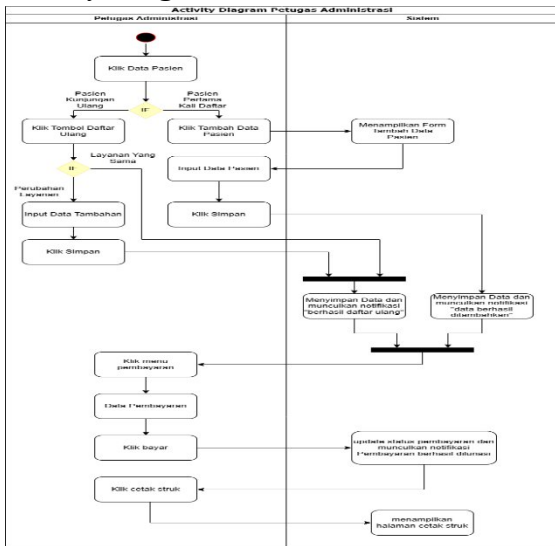 Activity Diagram Petugas Administrasi
Petugas Administrasi
Sistem
Klik Data Pasien
Pasien
Kunjungan
Ulang
IF
Pasien
Pertama
Kali Daftar
Klik Tombol Daftar
Ulang
Klik Tambah Data
Pasien
Menampilkan Form
Tambah Data
Pasien
IF
Layanan Yang
Sama
Input Data Pasien
Perubahan
Layanan
Input Data Tambahan
Klik Simpan
Klik Simpan
Menyimpan Data dan
munculkan notifikasi
"berhasil daftar ulang"
Menyimpan Data dan
munculkan notifikasi
"data berhasil
ditambahkan"
Klik menu
pembayaran
Data Pembayaran
Klik bayar
update status pembayaran dan
munculkan notifikasi
Pembayaran berhasil dilunasi
Klik cetak struk
menampilkan
halaman cetak struk